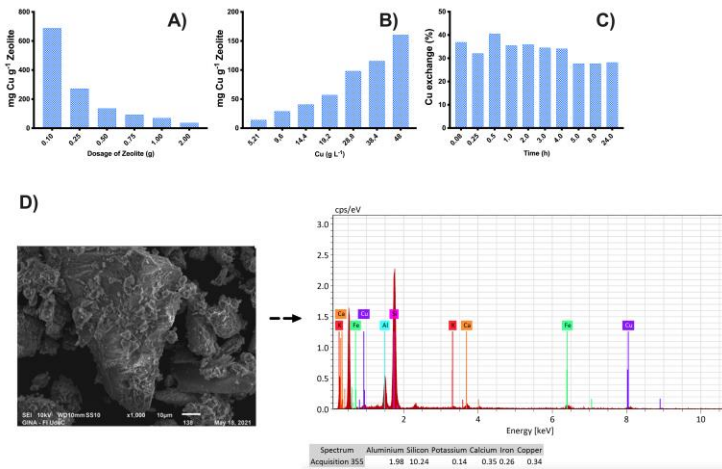 A)
mg Cu g⁻¹ Zeolite
800
600
400
200
0
0.10
0.25
0.50
0.75
1.00
2.00
Dosage of Zeolite (g)
B)
mg Cu g⁻¹ Zeolite
200
150
100
50
0
5.21
9,6
14,4
19,2
28,8
38,4
48
Cu (g L⁻¹)
C)
Cu exchange (%)
50
40
30
20
10
0
0.08
0.25
0.5
1.0
2.0
3.0
4.0
5.0
8.0
24.0
Time (h)
D)
SEI 10kV WD10mm SS10 x1,000 10µm
GINA - FI UdeC 138 May 18, 2021
cps/eV
3.0
2.5
2.0
1.5
1.0
0.5
0.0
Ca
K
Fe
Cu
Al
Si
K
Ca
Fe
Cu
2
4
6
8
10
Energy [keV]
Spectrum Aluminium Silicon Potassium Calcium Iron Copper
Acquisition 355 1.98 10.24 0.14 0.35 0.26 0.34